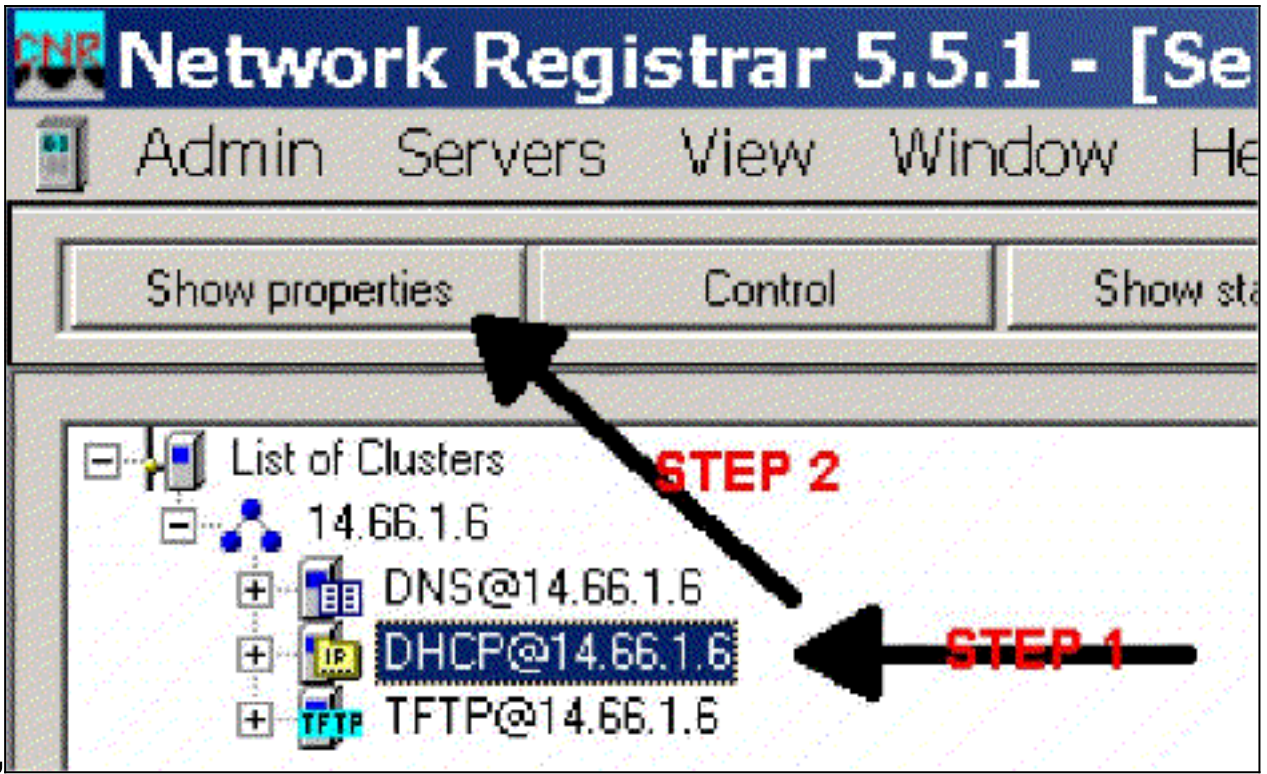 CNR Network Registrar 5.5.1 - [Se
Admin Servers View Window He
Show properties Control Show sta
List of Clusters
STEP 2
14.66.1.6
DNS@14.66.1.6
IP DHCP@14.66.1.6 STEP 1
TFTP TFTP@14.66.1.6